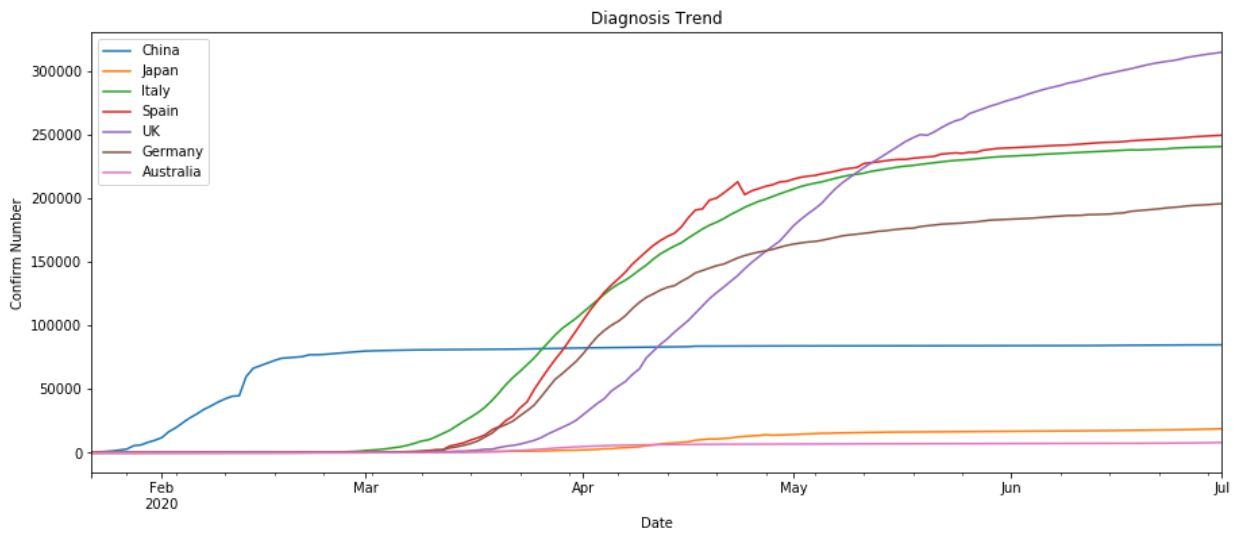 Diagnosis Trend
China
Japan
Italy
Spain
UK
Germany
Australia
Confirm Number
300000
250000
200000
150000
100000
50000
0
Feb
2020
Mar
Apr
May
Jun
Jul
Date